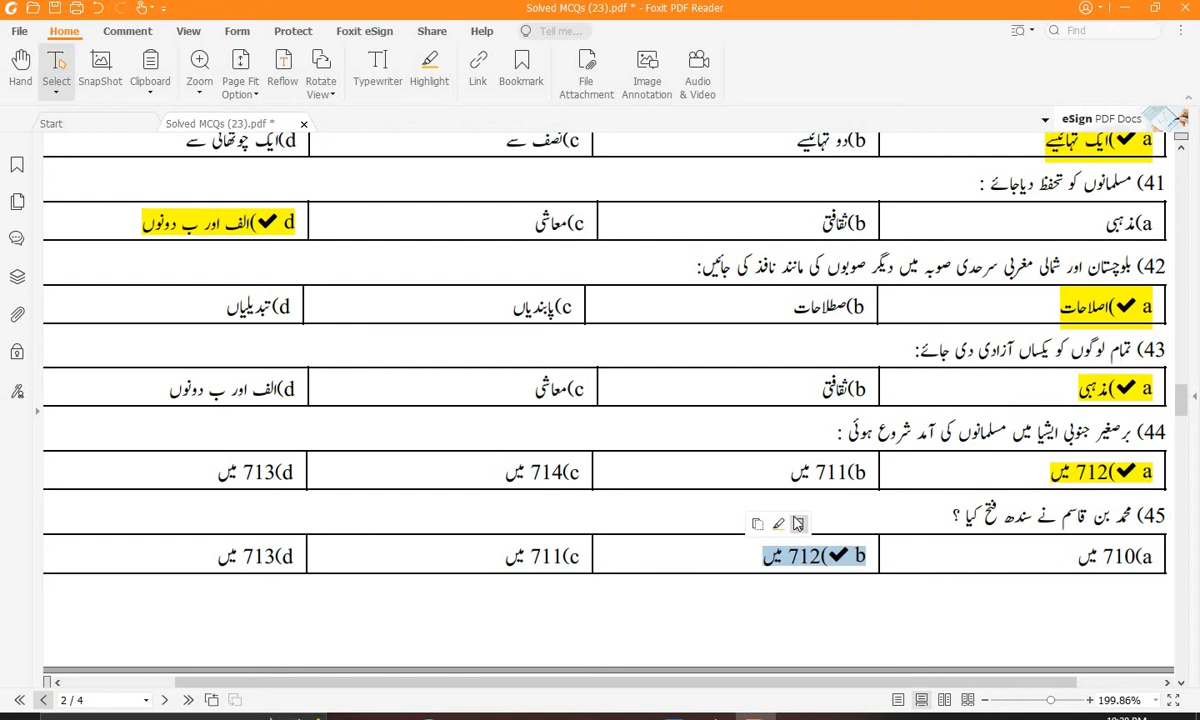 Solved MCQs (23).pdf * - Foxit PDF Reader
File Home Comment View Form Protect Foxit eSign Share Help Tell me... Find
Hand Select SnapShot Clipboard Zoom Page Fit Option Reflow Rotate View Typewriter Highlight Link Bookmark File Attachment Image Annotation Audio & Video
Start Solved MCQs (23).pdf * eSign PDF Docs
a ✔)ایک تہائیسے b)دو تہائیسے c)نصف سے d)ایک چوتھائی سے
41) مسلمانوں کو تحفظ دیاجائے :
a)مذہبی b)ثقافتی c)معاشی d ✔)الف اور ب دونوں
42) بلوچستان اور شمالی مغربی سرحدی صوبہ میں دیگر صوبوں کی مانند نافذ کی جائیں:
a ✔)اصلاحات b)صطلاحات c)پابندیاں d)تبدیلیاں
43) تمام لوگوں کو یکساں آزادی دی جائے:
a ✔)مذہبی b)ثقافتی c)معاشی d)الف اور ب دونوں
44) برصغیر جنوبی ایشیا میں مسلمانوں کی آمد شروع ہوئی :
a ✔)712 میں b)711 میں c)714 میں d)713 میں
45) محمد بن قاسم نے سندھ فتح کیا ؟
a)710 میں b ✔)712 میں c)711 میں d)713 میں
2 / 4 199.86%